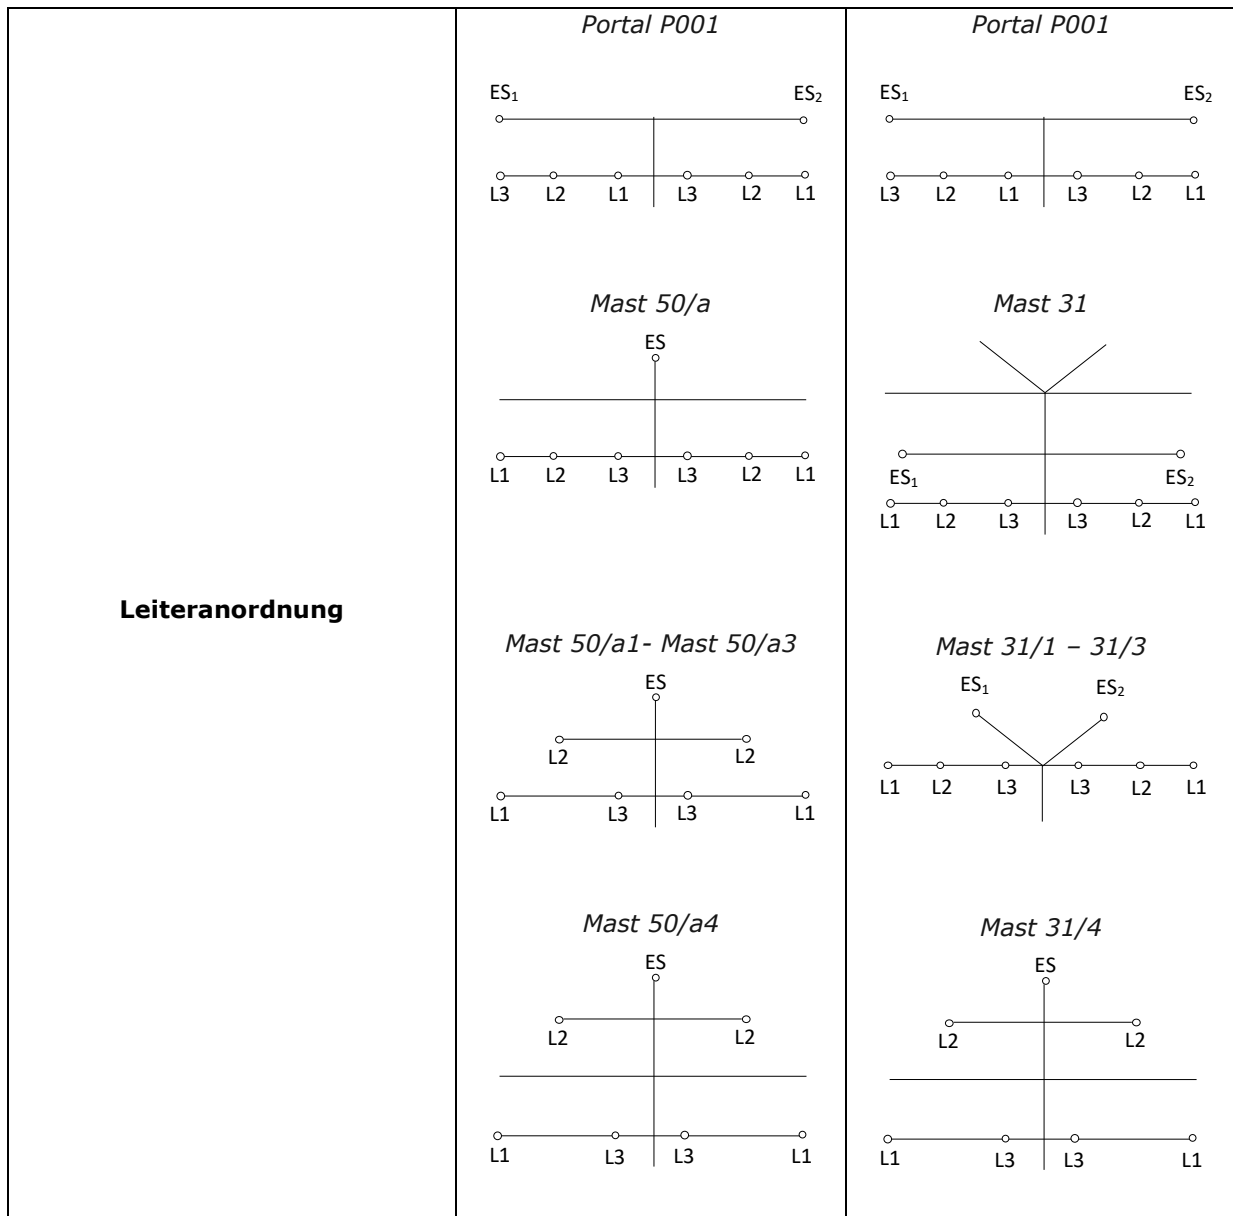 Leiteranordnung
Portal P001
ES₁ ES₂
L3 L2 L1 L3 L2 L1
Mast 50/a
ES
L1 L2 L3 L3 L2 L1
Mast 50/a1- Mast 50/a3
ES
L2 L2
L1 L3 L3 L1
Mast 50/a4
ES
L2 L2
L1 L3 L3 L1
Portal P001
ES₁ ES₂
L3 L2 L1 L3 L2 L1
Mast 31
ES₁ ES₂
L1 L2 L3 L3 L2 L1
Mast 31/1 – 31/3
ES₁ ES₂
L1 L2 L3 L3 L2 L1
Mast 31/4
ES
L2 L2
L1 L3 L3 L1